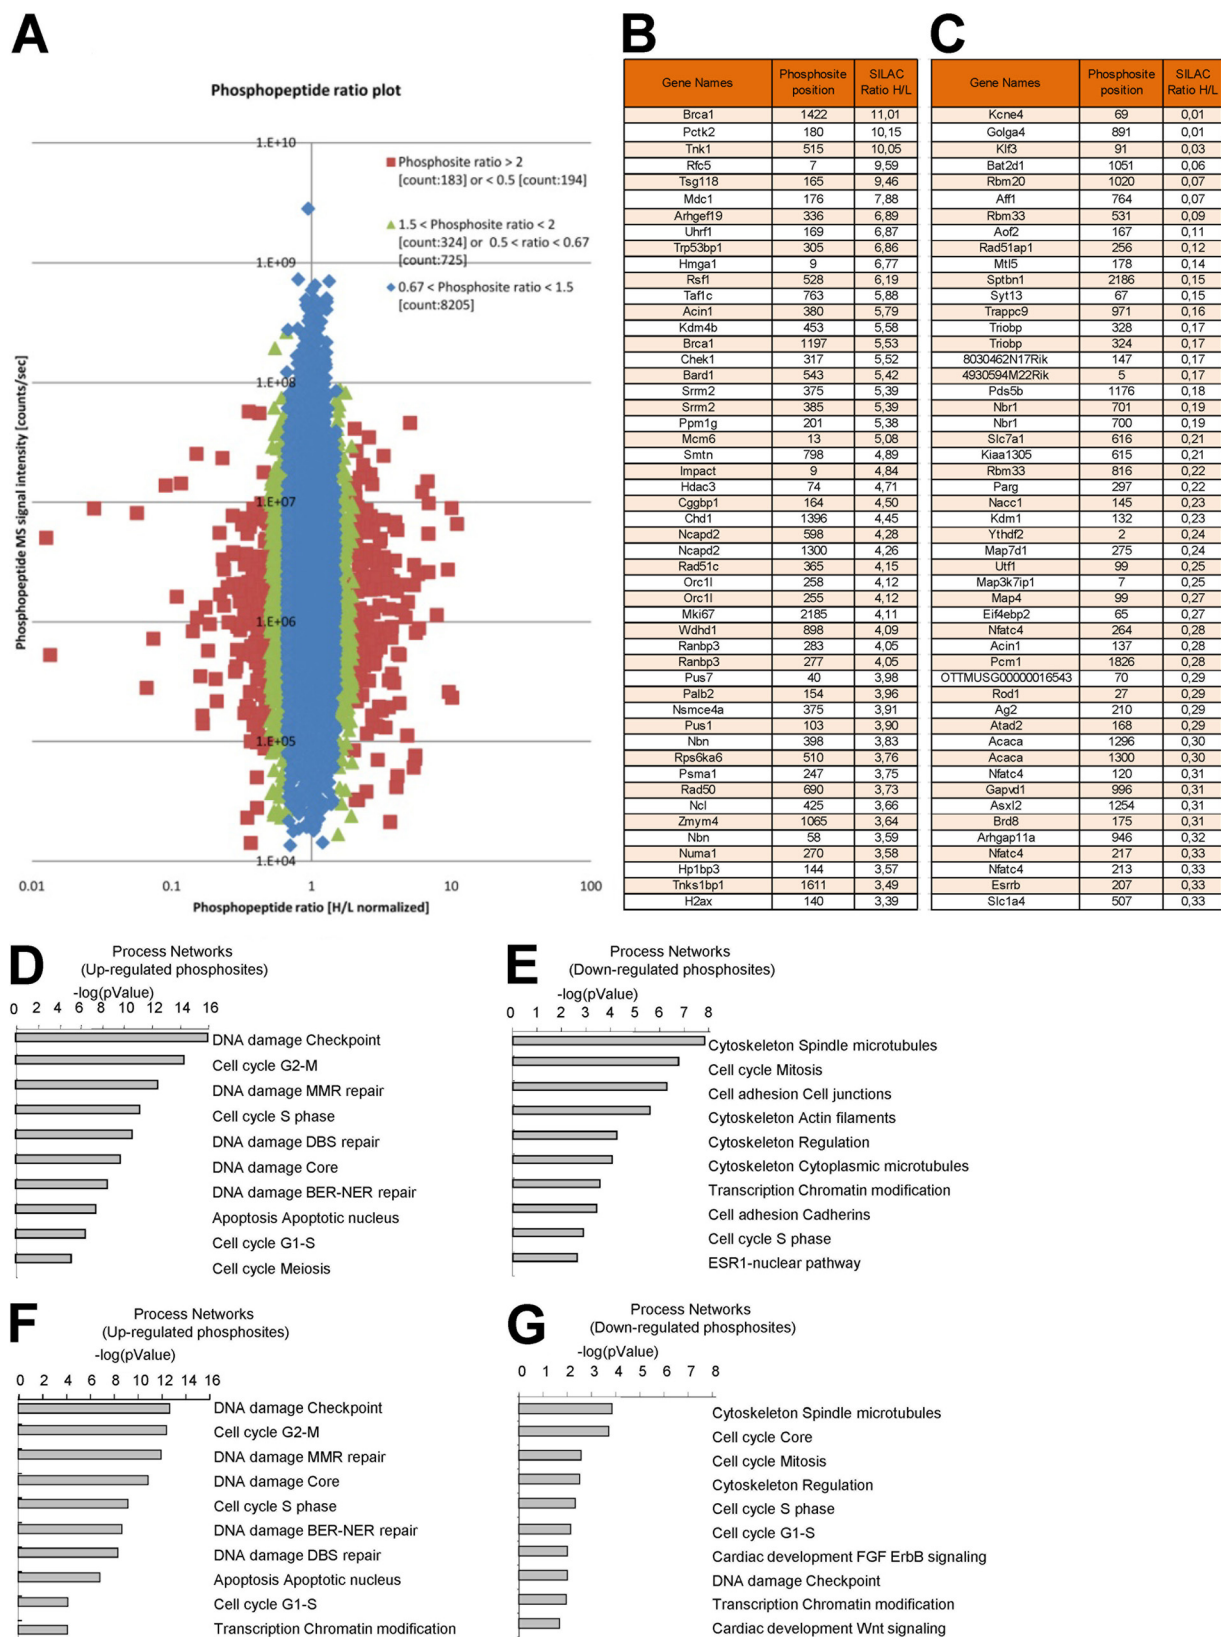 A
Phosphopeptide ratio plot
1.E+10
Phosphosite ratio > 2
[count:183] or < 0.5 [count:194]
1.5 < Phosphosite ratio < 2
[count:324] or 0.5 < ratio < 0.67
[count:725]
1.E+09
0.67 < Phosphosite ratio < 1.5
[count:8205]
1.E+08
1.E+07
1.E+06
1.E+05
1.E+04
Phosphopeptide MS signal intensity [counts/sec]
0.01 0.1 1 10 100
Phosphopeptide ratio [H/L normalized]
B
Gene Names Phosphosite position SILAC Ratio H/L
Brca1 1422 11,01
Pctk2 180 10,15
Tnk1 515 10,05
Rfc5 7 9,59
Tsg118 165 9,46
Mdc1 176 7,88
Arhgef19 336 6,89
Uhrf1 169 6,87
Trp53bp1 305 6,86
Hmga1 9 6,77
Rsf1 528 6,19
Taf1c 763 5,88
Acin1 380 5,79
Kdm4b 453 5,58
Brca1 1197 5,53
Chek1 317 5,52
Bard1 543 5,42
Srrm2 375 5,39
Srrm2 385 5,39
Ppm1g 201 5,38
Mcm6 13 5,08
Smtn 798 4,89
Impact 9 4,84
Hdac3 74 4,71
Cggbp1 164 4,50
Chd1 1396 4,45
Ncapd2 598 4,28
Ncapd2 1300 4,26
Rad51c 365 4,15
Orc1l 258 4,12
Orc1l 255 4,12
Mki67 2185 4,11
Wdhd1 898 4,09
Ranbp3 283 4,05
Ranbp3 277 4,05
Pus7 40 3,98
Palb2 154 3,96
Nsmce4a 375 3,91
Pus1 103 3,90
Nbn 398 3,83
Rps6ka6 510 3,76
Psma1 247 3,75
Rad50 690 3,73
Ncl 425 3,66
Zmym4 1065 3,64
Nbn 58 3,59
Numa1 270 3,58
Hp1bp3 144 3,57
Tnks1bp1 1611 3,49
H2ax 140 3,39
C
Gene Names Phosphosite position SILAC Ratio H/L
Kcne4 69 0,01
Golga4 891 0,01
Klf3 91 0,03
Bat2d1 1051 0,06
Rbm20 1020 0,07
Aff1 764 0,07
Rbm33 531 0,09
Aof2 167 0,11
Rad51ap1 256 0,12
Mtl5 178 0,14
Sptbn1 2186 0,15
Syt13 67 0,15
Trappc9 971 0,16
Triobp 328 0,17
Triobp 324 0,17
8030462N17Rik 147 0,17
4930594M22Rik 5 0,17
Pds5b 1176 0,18
Nbr1 701 0,19
Nbr1 700 0,19
Slc7a1 616 0,21
Kiaa1305 615 0,21
Rbm33 816 0,22
Parg 297 0,22
Nacc1 145 0,23
Kdm1 132 0,23
Ythdf2 2 0,24
Map7d1 275 0,24
Utf1 99 0,25
Map3k7ip1 7 0,25
Map4 99 0,27
Eif4ebp2 65 0,27
Nfatc4 264 0,28
Acin1 137 0,28
Pcm1 1826 0,28
OTTMUSG00000016543 70 0,29
Rod1 27 0,29
Ag2 210 0,29
Atad2 168 0,29
Acaca 1296 0,30
Acaca 1300 0,30
Nfatc4 120 0,31
Gapvd1 996 0,31
Asxl2 1254 0,31
Brd8 175 0,31
Arhgap11a 946 0,32
Nfatc4 217 0,33
Nfatc4 213 0,33
Esrrb 207 0,33
Slc1a4 507 0,33
D
Process Networks
(Up-regulated phosphosites)
-log(pValue)
0 2 4 6 8 10 12 14 16
DNA damage Checkpoint
Cell cycle G2-M
DNA damage MMR repair
Cell cycle S phase
DNA damage DBS repair
DNA damage Core
DNA damage BER-NER repair
Apoptosis Apoptotic nucleus
Cell cycle G1-S
Cell cycle Meiosis
E
Process Networks
(Down-regulated phosphosites)
-log(pValue)
0 1 2 3 4 5 6 7 8
Cytoskeleton Spindle microtubules
Cell cycle Mitosis
Cell adhesion Cell junctions
Cytoskeleton Actin filaments
Cytoskeleton Regulation
Cytoskeleton Cytoplasmic microtubules
Transcription Chromatin modification
Cell adhesion Cadherins
Cell cycle S phase
ESR1-nuclear pathway
F
Process Networks
(Up-regulated phosphosites)
-log(pValue)
0 2 4 6 8 10 12 14 16
DNA damage Checkpoint
Cell cycle G2-M
DNA damage MMR repair
DNA damage Core
Cell cycle S phase
DNA damage BER-NER repair
DNA damage DBS repair
Apoptosis Apoptotic nucleus
Cell cycle G1-S
Transcription Chromatin modification
G
Process Networks
(Down-regulated phosphosites)
-log(pValue)
0 1 2 3 4 5 6 7 8
Cytoskeleton Spindle microtubules
Cell cycle Core
Cell cycle Mitosis
Cytoskeleton Regulation
Cell cycle S phase
Cell cycle G1-S
Cardiac development FGF ErbB signaling
DNA damage Checkpoint
Transcription Chromatin modification
Cardiac development Wnt signaling